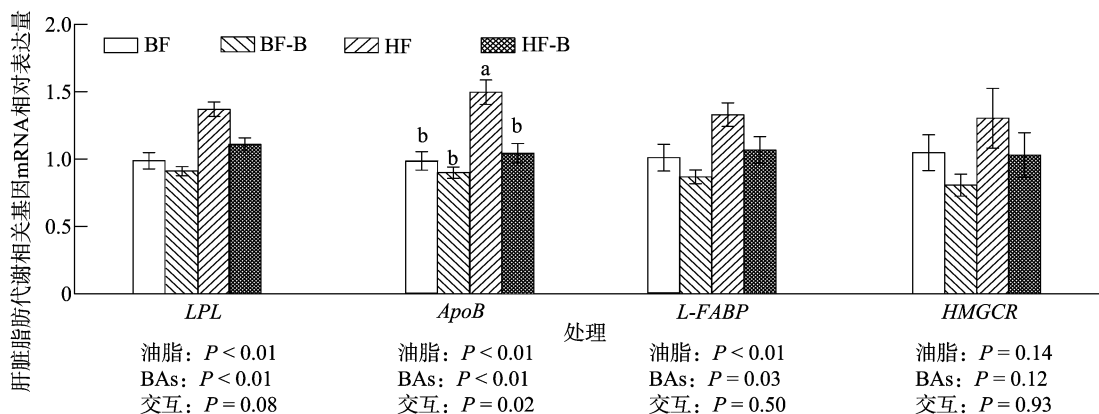 肝脏脂肪代谢相关基因mRNA相对表达量
2.0
1.5
1.0
0.5
0
BF BF-B HF HF-B
b b a b
LPL ApoB L-FABP HMGCR
处理
油脂：P < 0.01 油脂：P < 0.01 油脂：P < 0.01 油脂：P = 0.14
BAs：P < 0.01 BAs：P < 0.01 BAs：P = 0.03 BAs：P = 0.12
交互：P = 0.08 交互：P = 0.02 交互：P = 0.50 交互：P = 0.93